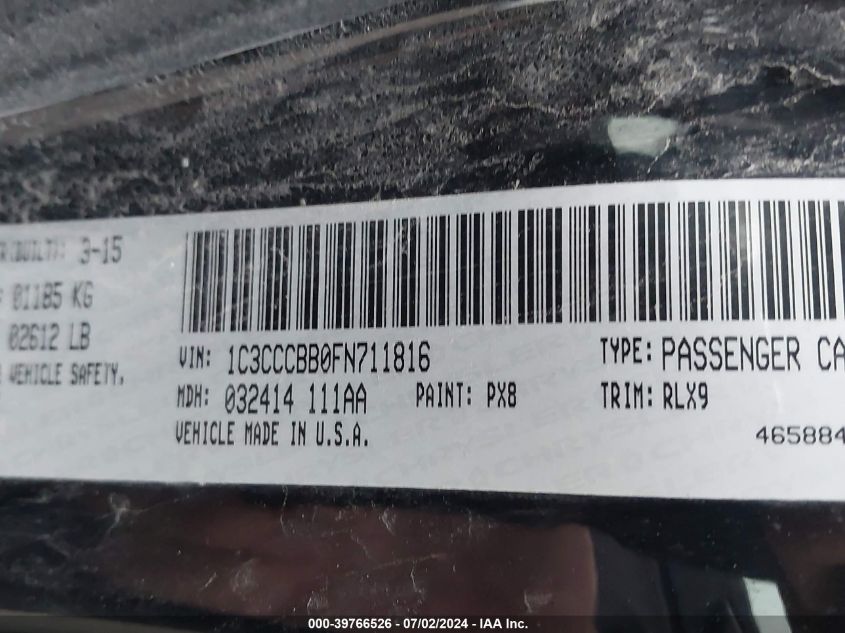 R(BUILT): 3-15
01185 KG
02612 LB
VEHICLE SAFETY.
VIN: 1C3CCCBB0FN711816
TYPE: PASSENGER CA
MDH: 032414 111AA
PAINT: PX8
TRIM: RLX9
VEHICLE MADE IN U.S.A.
465884
000-39766526 - 07/02/2024 - IAA Inc.